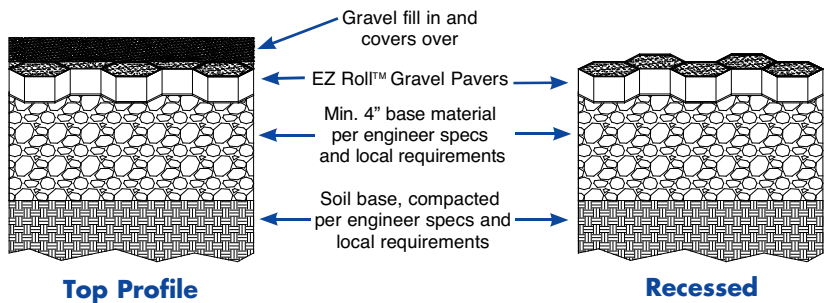 Gravel fill in and
covers over
EZ Roll™ Gravel Pavers
Min. 4” base material
per engineer specs
and local requirements
Soil base, compacted
per engineer specs and
local requirements
Top Profile
Recessed